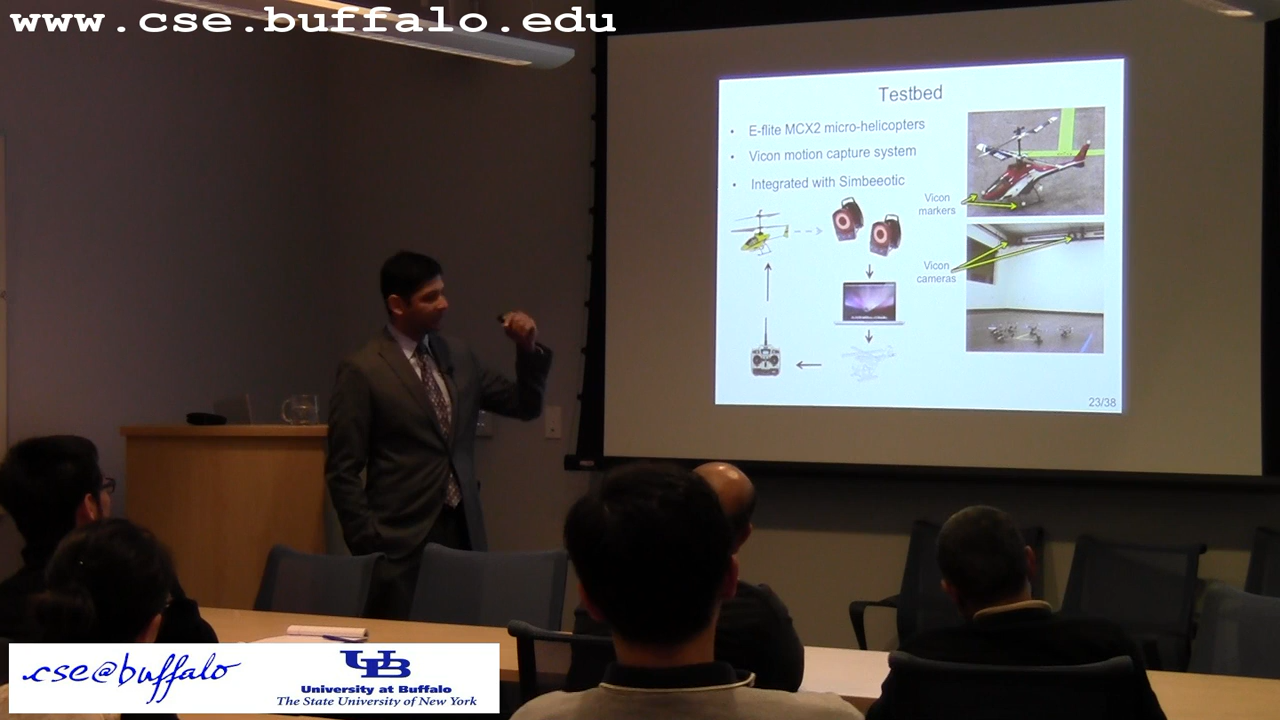 www.cse.buffalo.edu
Testbed
• E-flite MCX2 micro-helicopters
• Vicon motion capture system
• Integrated with Simbeeotic
Vicon
markers
Vicon
cameras
23/38
cse@buffalo
UB
University at Buffalo
The State University of New York